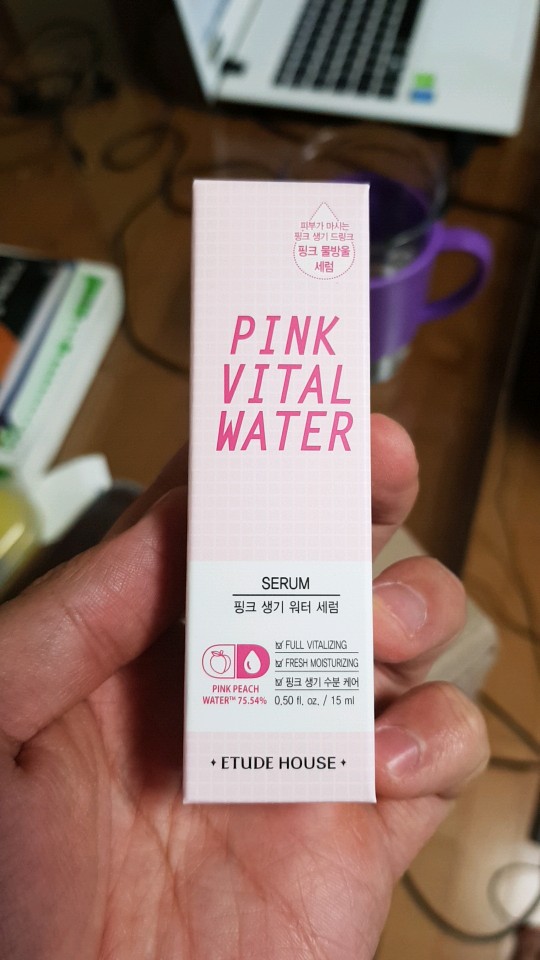 피부가 마시는
핑크 생기 드링크
핑크 물방울
세럼
PINK
VITAL
WATER
SERUM
핑크 생기 워터 세럼
FULL VITALIZING
FRESH MOISTURIZING
핑크 생기 수분 케어
PINK PEACH
WATER™ 75.54%
0.50 fl. oz. / 15 ml
ETUDE HOUSE